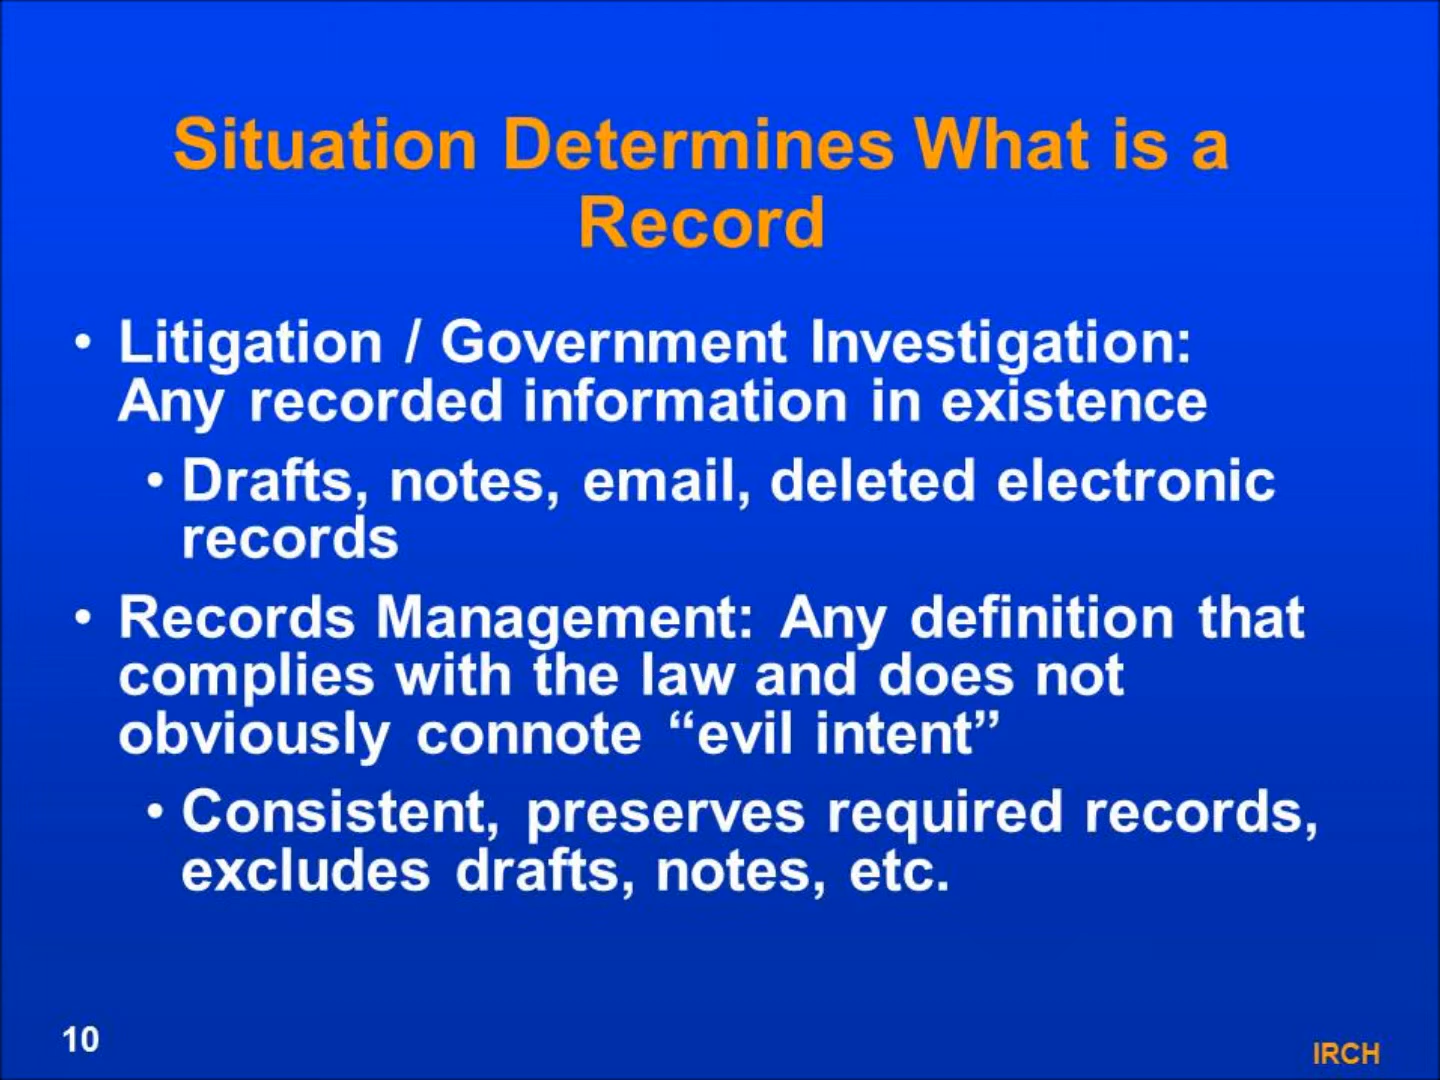 Situation Determines What is a
Record
• Litigation / Government Investigation:
Any recorded information in existence
• Drafts, notes, email, deleted electronic
records
• Records Management: Any definition that
complies with the law and does not
obviously connote “evil intent”
• Consistent, preserves required records,
excludes drafts, notes, etc.
10
IRCH